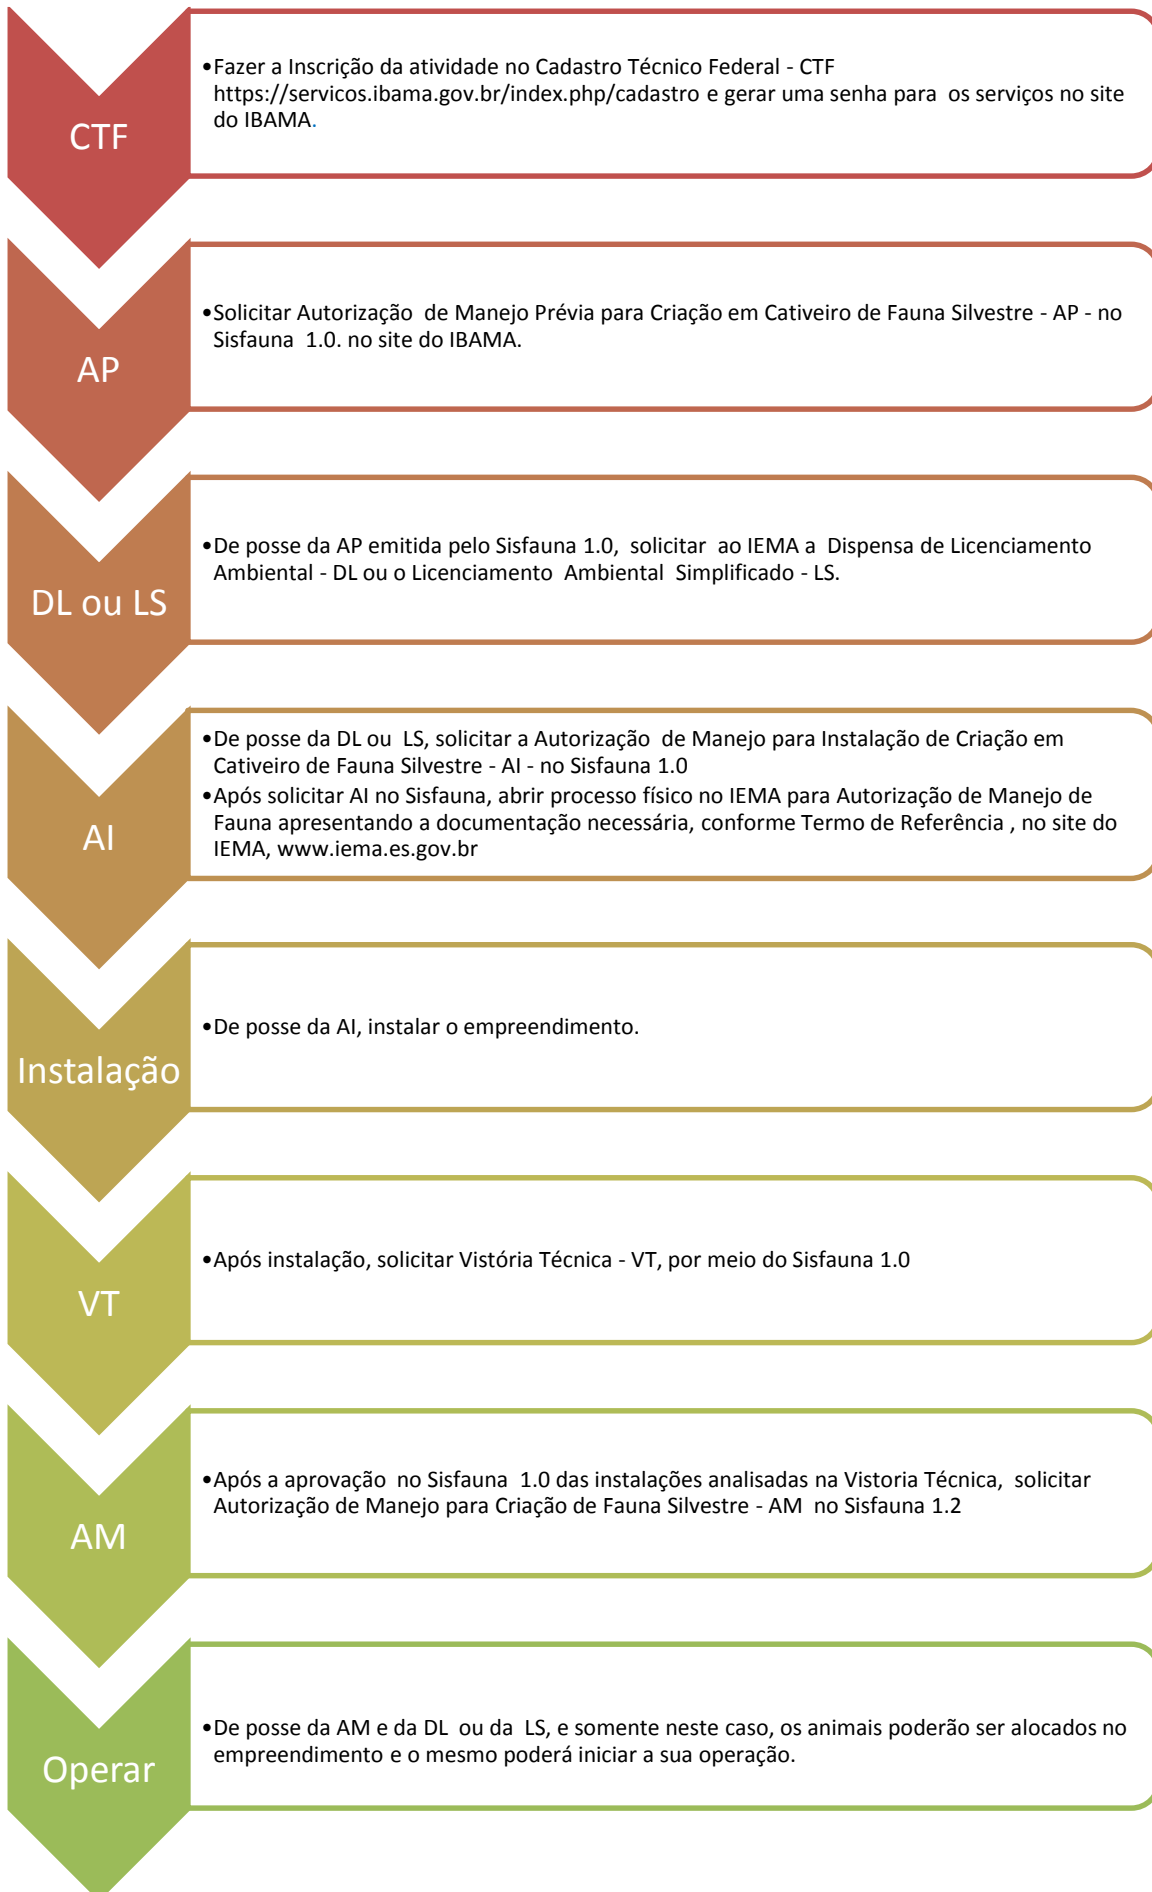 CTF
•Fazer a Inscrição da atividade no Cadastro Técnico Federal - CTF
https://servicos.ibama.gov.br/index.php/cadastro e gerar uma senha para os serviços no site
do IBAMA.
AP
•Solicitar Autorização de Manejo Prévia para Criação em Cativeiro de Fauna Silvestre - AP - no
Sisfauna 1.0. no site do IBAMA.
DL ou LS
•De posse da AP emitida pelo Sisfauna 1.0, solicitar ao IEMA a Dispensa de Licenciamento
Ambiental - DL ou o Licenciamento Ambiental Simplificado - LS.
AI
•De posse da DL ou LS, solicitar a Autorização de Manejo para Instalação de Criação em
Cativeiro de Fauna Silvestre - AI - no Sisfauna 1.0
•Após solicitar AI no Sisfauna, abrir processo físico no IEMA para Autorização de Manejo de
Fauna apresentando a documentação necessária, conforme Termo de Referência , no site do
IEMA, www.iema.es.gov.br
Instalação
•De posse da AI, instalar o empreendimento.
VT
•Após instalação, solicitar Vistória Técnica - VT, por meio do Sisfauna 1.0
AM
•Após a aprovação no Sisfauna 1.0 das instalações analisadas na Vistoria Técnica, solicitar
Autorização de Manejo para Criação de Fauna Silvestre - AM no Sisfauna 1.2
Operar
•De posse da AM e da DL ou da LS, e somente neste caso, os animais poderão ser alocados no
empreendimento e o mesmo poderá iniciar a sua operação.